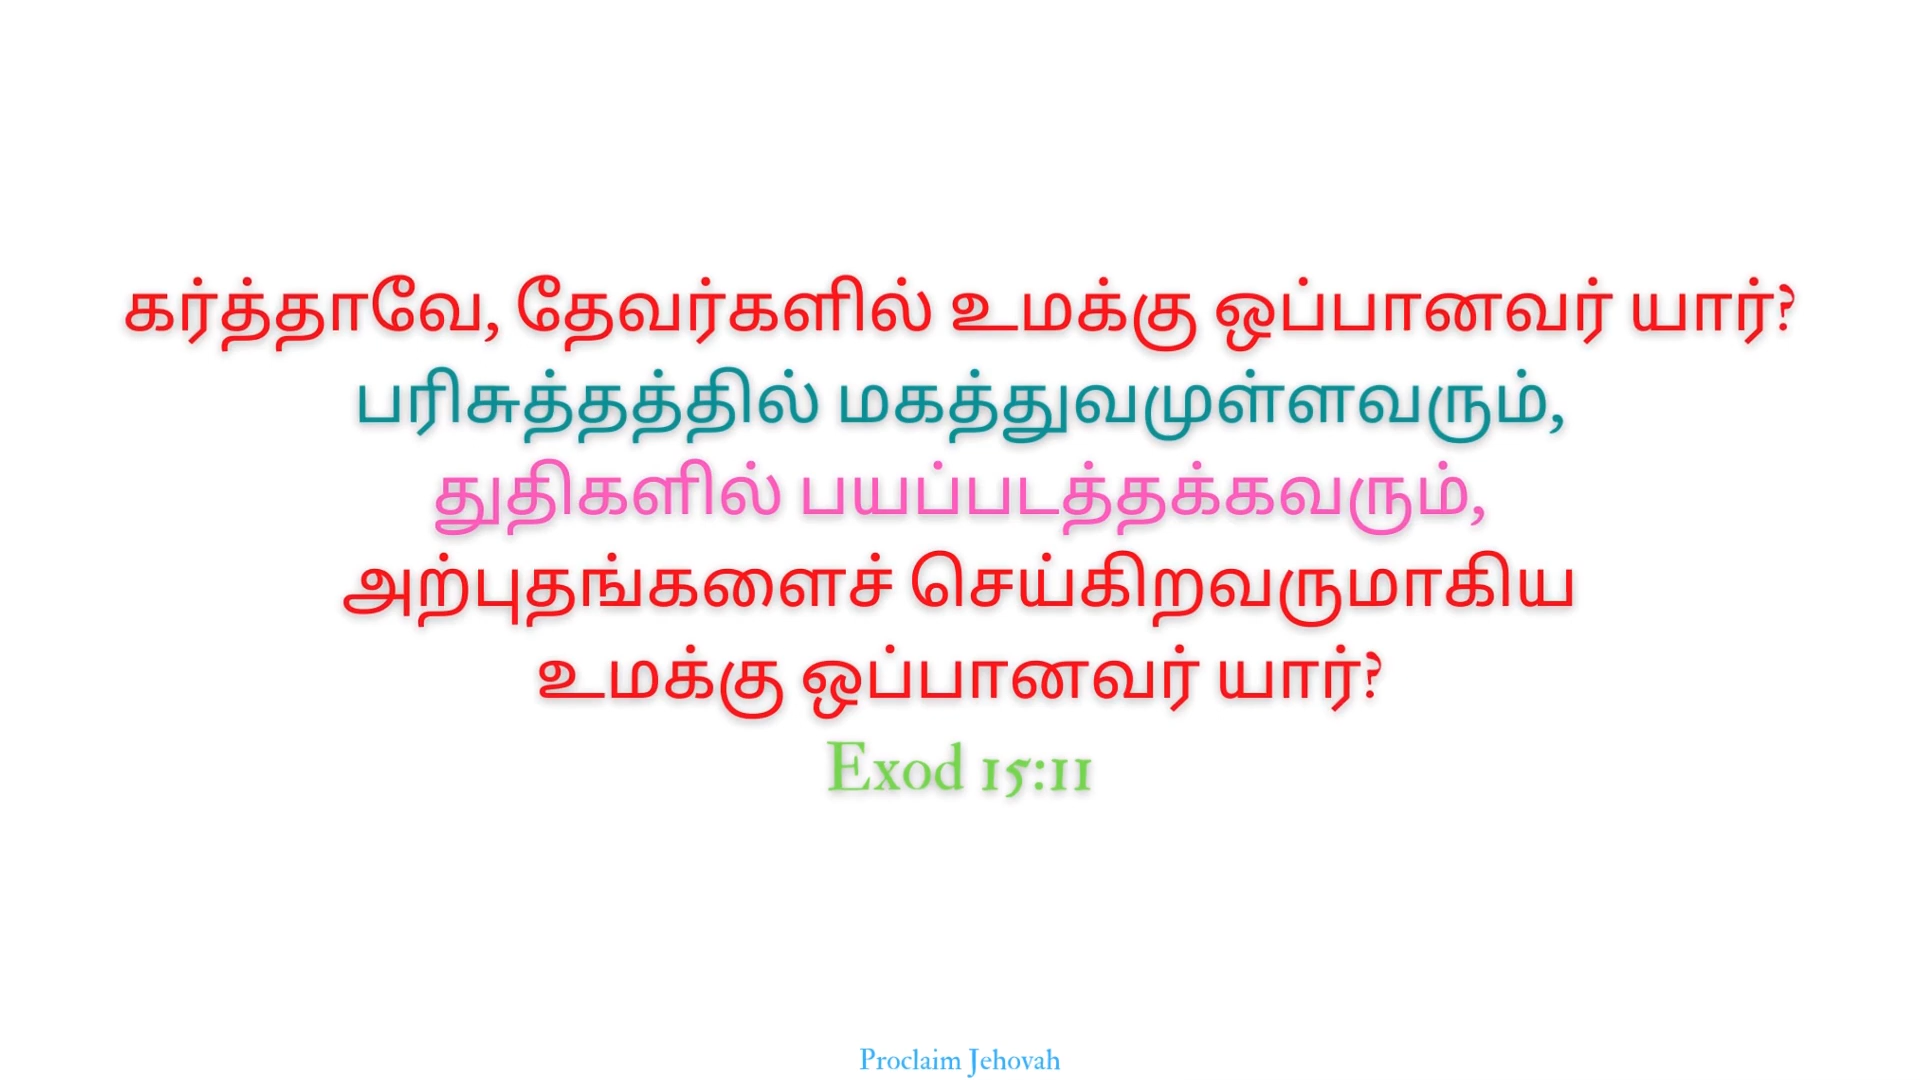 கர்த்தாவே, தேவர்களில் உமக்கு ஒப்பானவர் யார்?
பரிசுத்தத்தில் மகத்துவமுள்ளவரும்,
துதிகளில் பயப்படத்தக்கவரும்,
அற்புதங்களைச் செய்கிறவருமாகிய
உமக்கு ஒப்பானவர் யார்?
Exod 15:11
Proclaim Jehovah